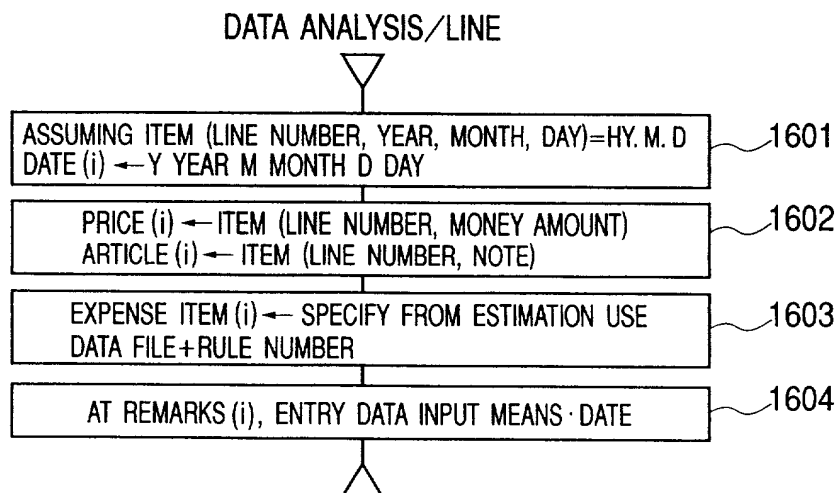 DATA ANALYSIS/LINE
ASSUMING ITEM (LINE NUMBER, YEAR, MONTH, DAY)=HY. M. D
DATE (i) ← Y YEAR M MONTH D DAY
1601
PRICE (i) ← ITEM (LINE NUMBER, MONEY AMOUNT)
ARTICLE (i) ← ITEM (LINE NUMBER, NOTE)
1602
EXPENSE ITEM (i) ← SPECIFY FROM ESTIMATION USE
DATA FILE+RULE NUMBER
1603
AT REMARKS (i), ENTRY DATA INPUT MEANS · DATE
1604